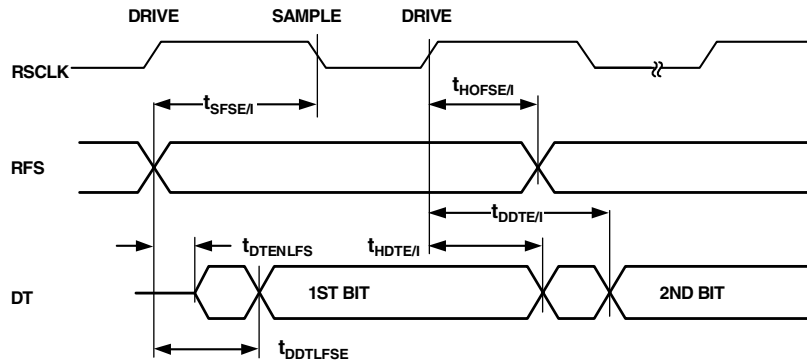 DRIVE SAMPLE DRIVE
RSCLK
tSFSE/I
tHOFSE/I
RFS
tDDTE/I
tDTENLFS
tHDTE/I
DT
1ST BIT
2ND BIT
tDDTLFSE